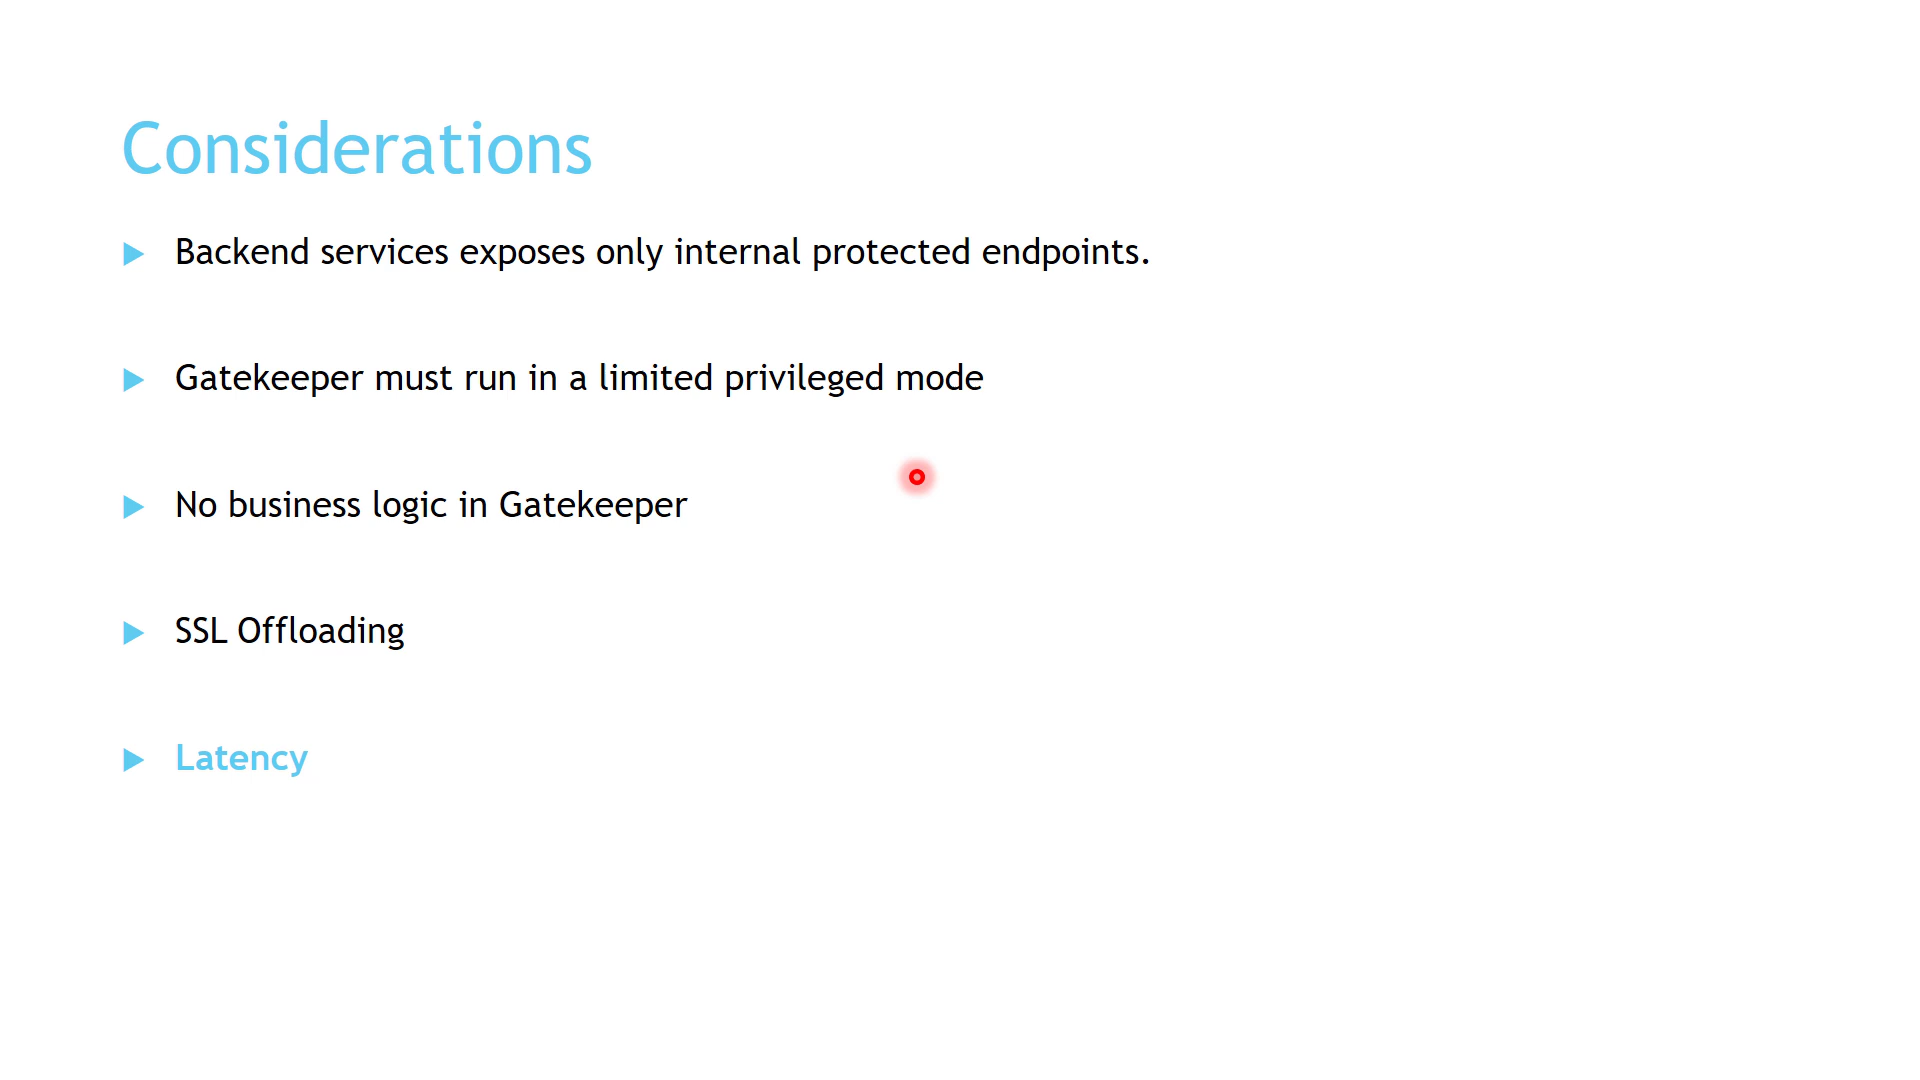 Considerations
Backend services exposes only internal protected endpoints.
Gatekeeper must run in a limited privileged mode
No business logic in Gatekeeper
SSL Offloading
Latency